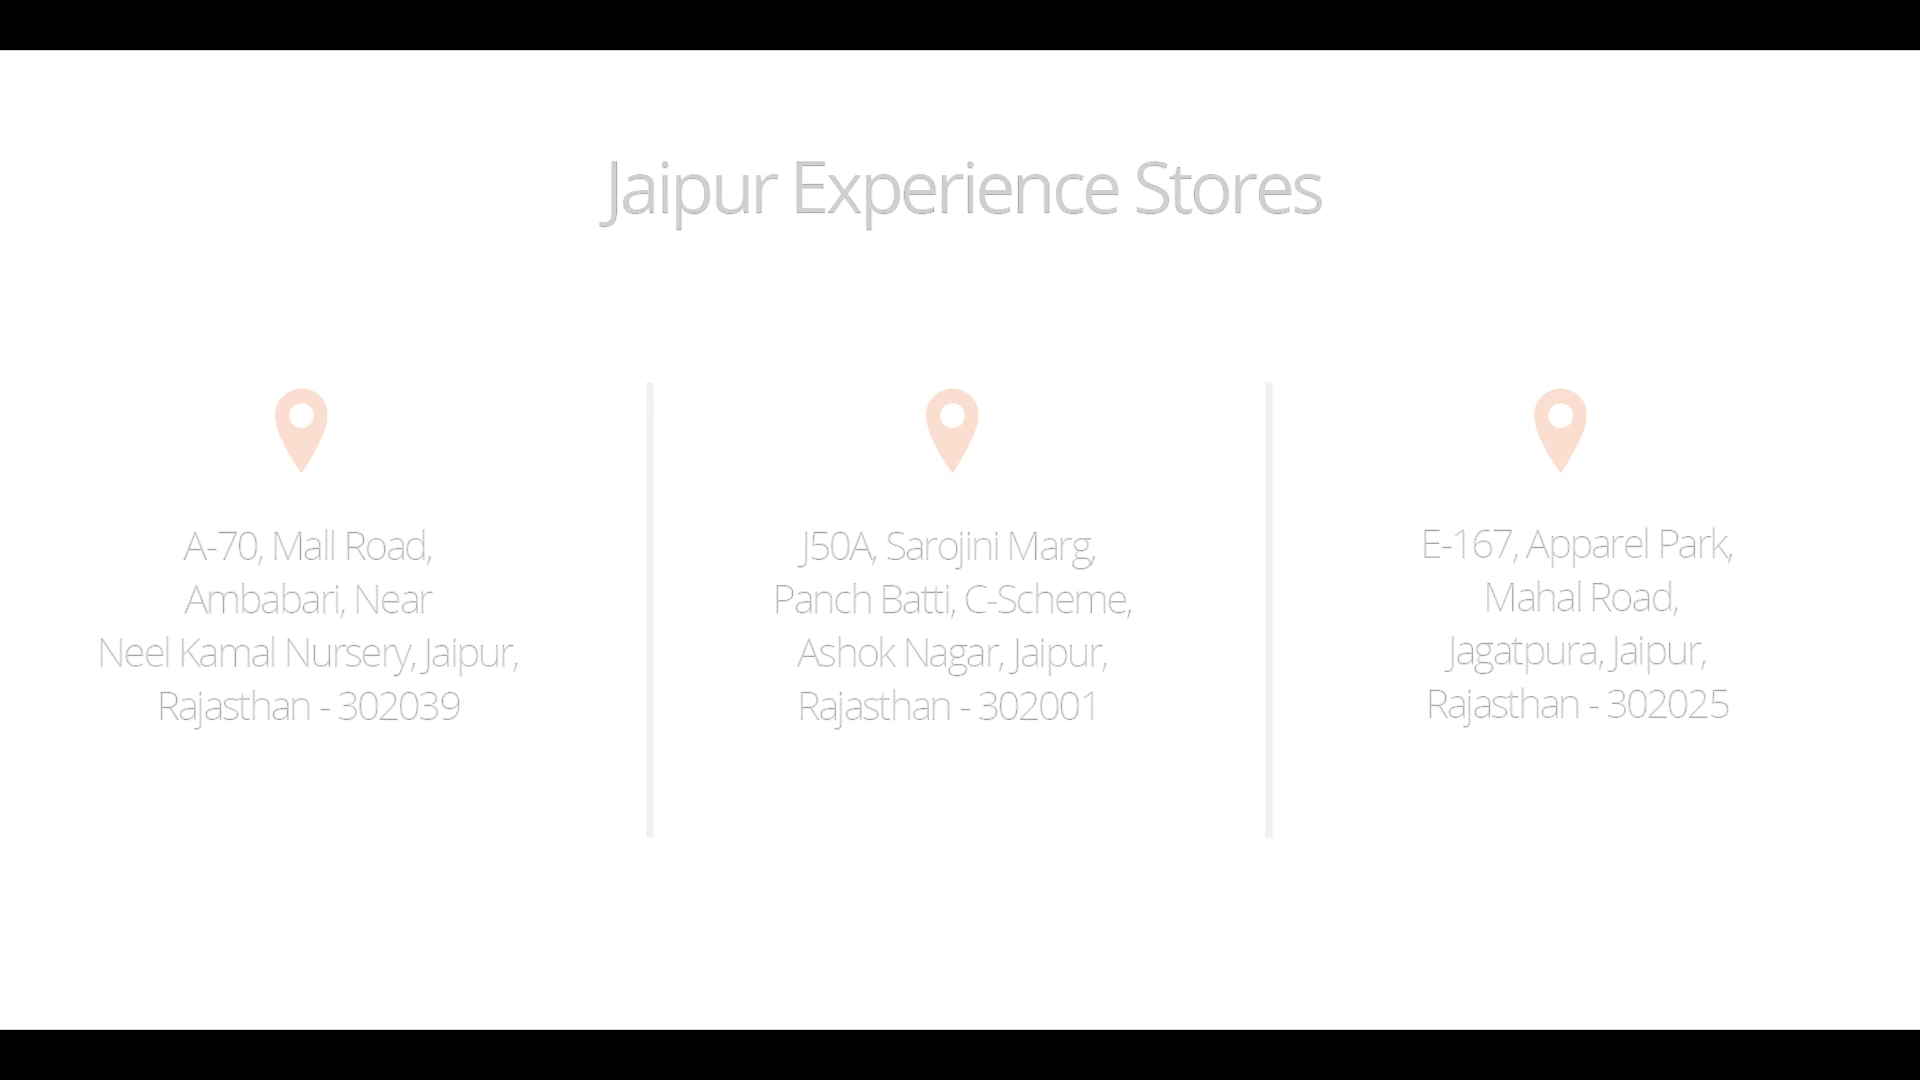 Jaipur Experience Stores
A-70, Mall Road,
Ambabari, Near
Neel Kamal Nursery, Jaipur,
Rajasthan - 302039
J50A, Sarojini Marg,
Panch Batti, C-Scheme,
Ashok Nagar, Jaipur,
Rajasthan - 302001
E-167, Apparel Park,
Mahal Road,
Jagatpura, Jaipur,
Rajasthan - 302025